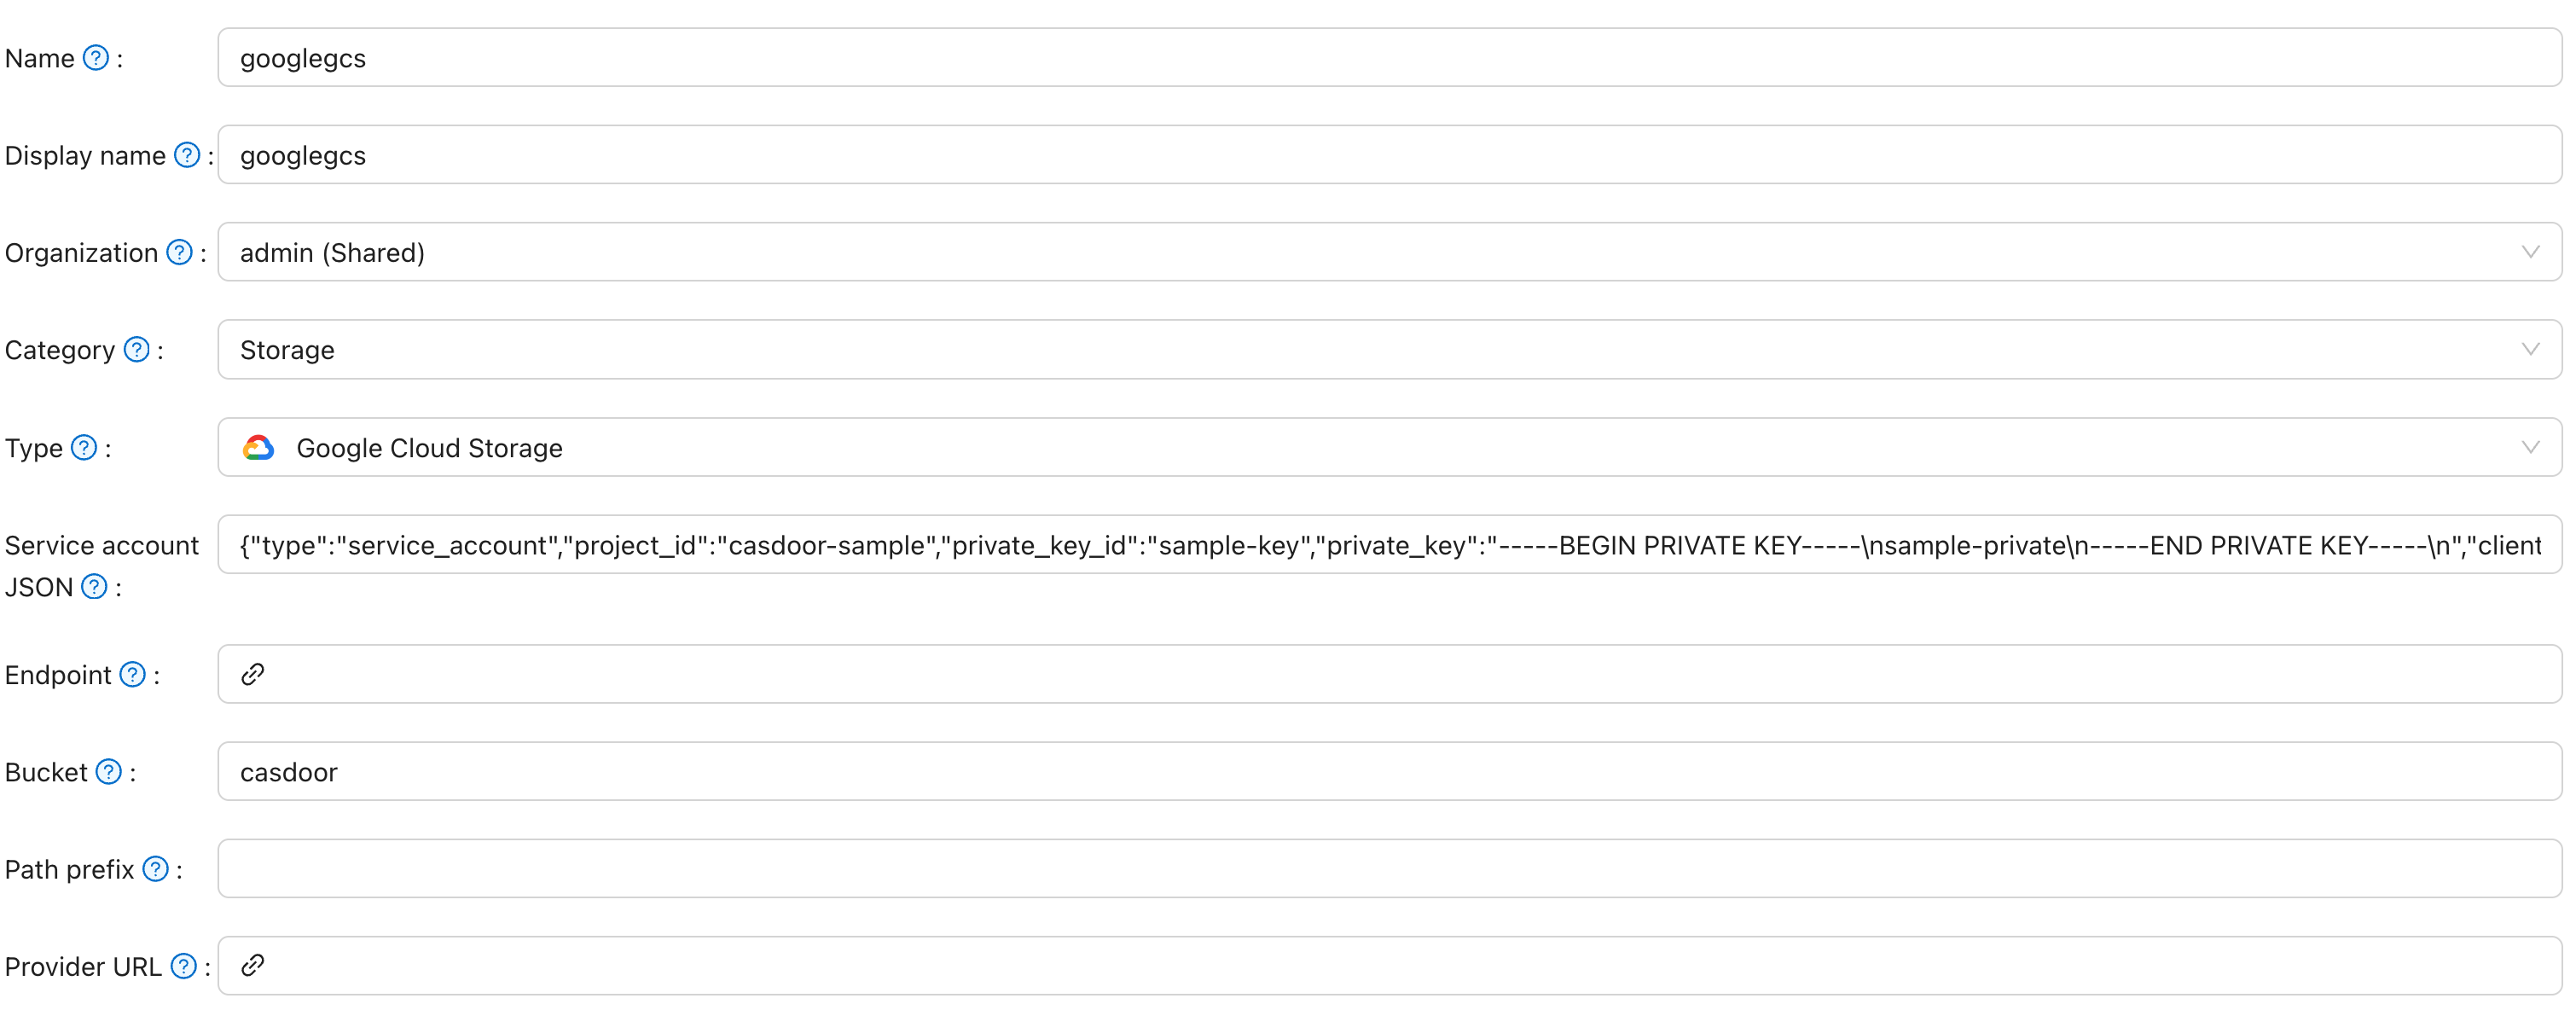 Name ? : googlegcs
Display name ? : googlegcs
Organization ? : admin (Shared)
Category ? : Storage
Type ? : Google Cloud Storage
Service account {"type":"service_account","project_id":"casdoor-sample","private_key_id":"sample-key","private_key":"-----BEGIN PRIVATE KEY-----\nsample-private\n-----END PRIVATE KEY-----\n","client
JSON ? :
Endpoint ? :
Bucket ? : casdoor
Path prefix ? :
Provider URL ? :